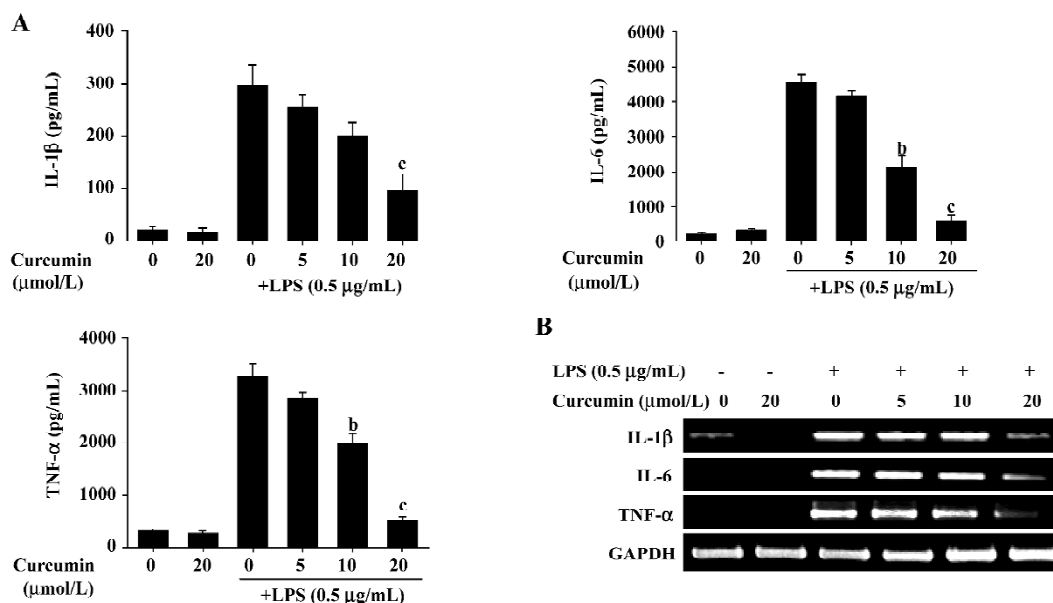 A
IL-1β (pg/mL)
400
300
200
100
0
c
Curcumin 0 20 0 5 10 20
(μmol/L)
+LPS (0.5 μg/mL)
IL-6 (pg/mL)
6000
5000
4000
3000
2000
1000
0
b
c
Curcumin 0 20 0 5 10 20
(μmol/L)
+LPS (0.5 μg/mL)
TNF-α (pg/mL)
4000
3000
2000
1000
0
b
c
Curcumin 0 20 0 5 10 20
(μmol/L)
+LPS (0.5 μg/mL)
B
LPS (0.5 μg/mL) - - + + + +
Curcumin (μmol/L) 0 20 0 5 10 20
IL-1β
IL-6
TNF-α
GAPDH